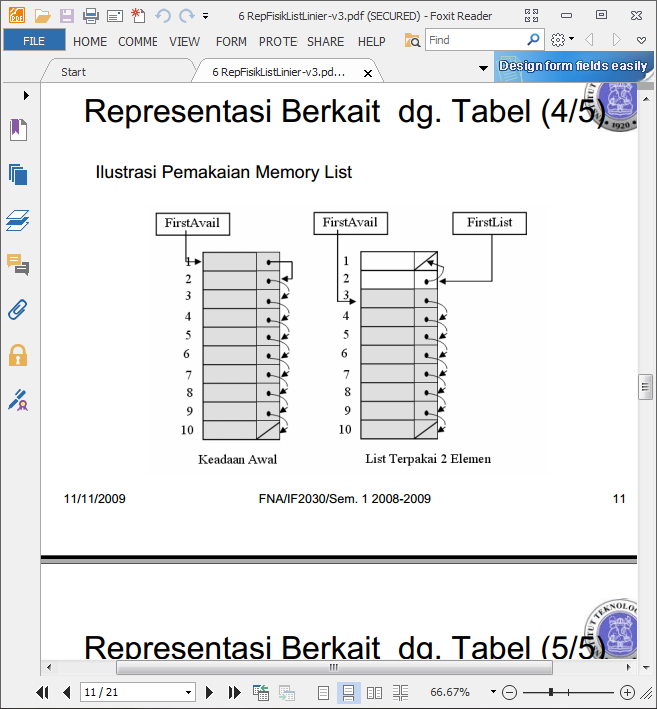 6 RepFisikListLinier-v3.pdf (SECURED) - Foxit Reader
PDF
FILE HOME COMME VIEW FORM PROTE SHARE HELP Find
Start 6 RepFisikListLinier-v3.pd... Design form fields easily
Representasi Berkait dg. Tabel (4/5)
1920
Ilustrasi Pemakaian Memory List
FirstAvail FirstAvail FirstList
1 1
2 2
3 3
4 4
5 5
6 6
7 7
8 8
9 9
10 10
Keadaan Awal List Terpakai 2 Elemen
11/11/2009 FNA/IF2030/Sem. 1 2008-2009 11
Representasi Berkait dg. Tabel (5/5)
11 / 21 66.67%